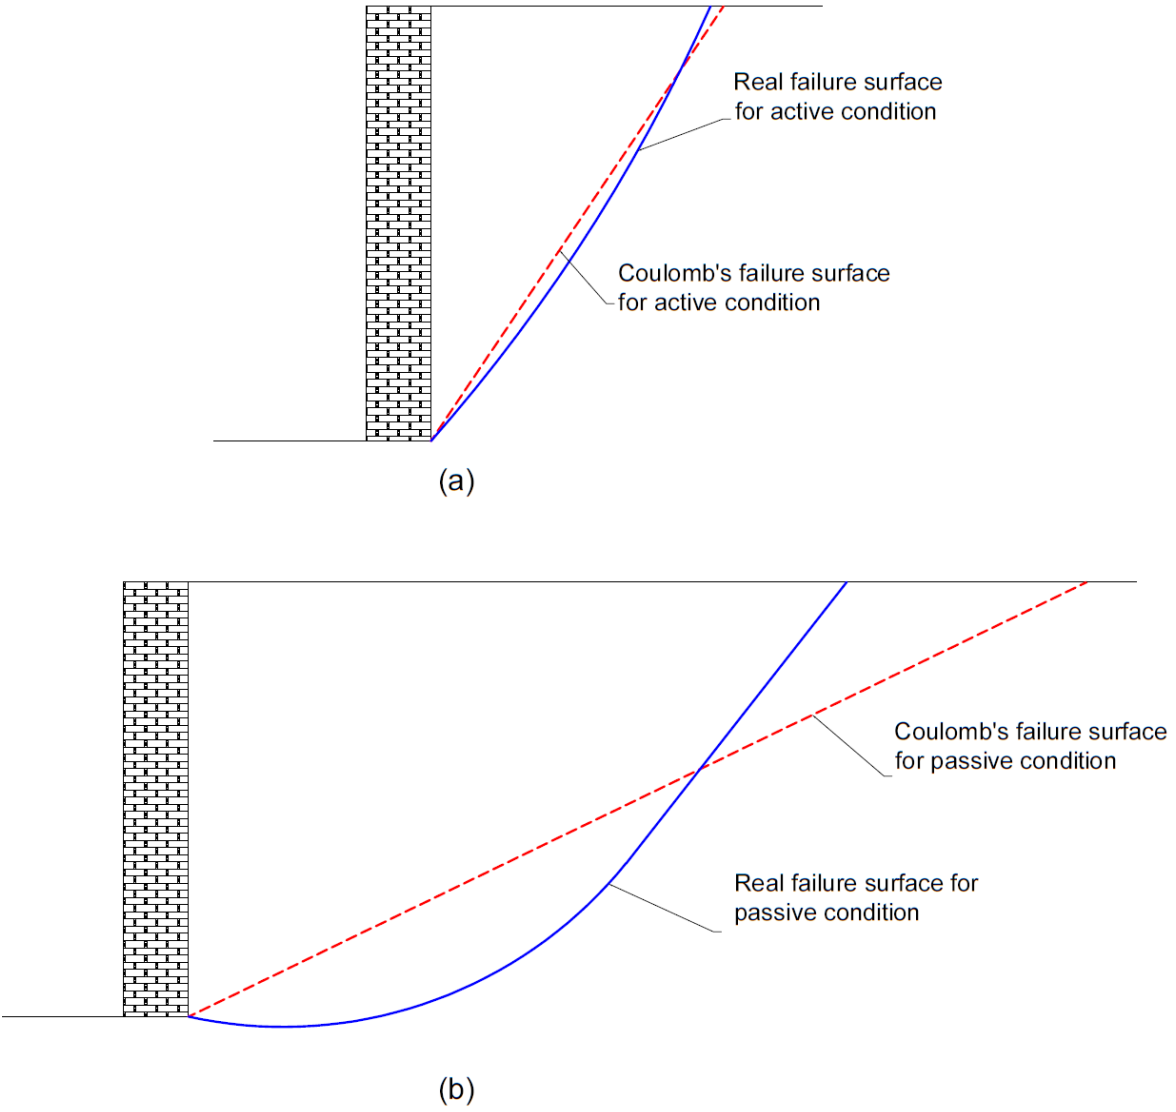 Real failure surface
for active condition
Coulomb's failure surface
for active condition
(a)
Coulomb's failure surface
for passive condition
Real failure surface for
passive condition
(b)